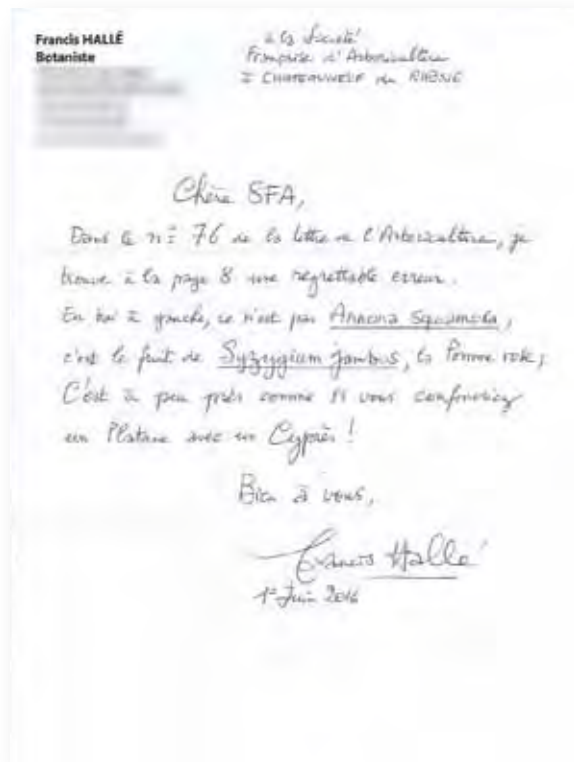 Francis HALLÉ
Botaniste
à la Société
Française d'Arboriculture
à CHATEAUNEUF du RHÔNE
Chère SFA,
Dans le n° 76 de la lettre de l'Arboriculture, je
trouve à la page 8 une regrettable erreur.
En bas à gauche, ce n'est pas Annona squamosa,
c'est le fruit de Syzygium jambos, la Pomme rose;
C'est à peu près comme si vous confondiez
un Platane avec un Cyprès !
Bien à vous,
Francis Hallé
1er Juin 2016